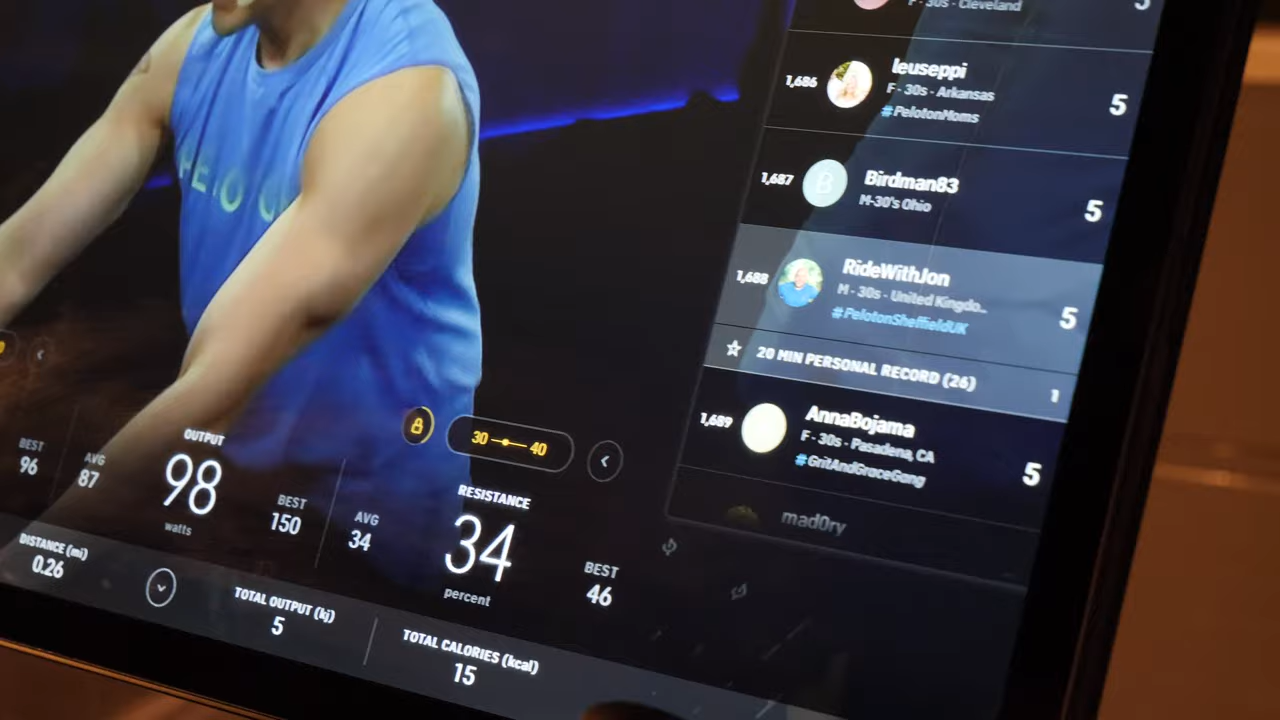 F · 30s · Cleveland
5
1,686
leuseppi
F · 30s · Arkansas
#PelotonMoms
5
1,687
B
Birdman83
M-30's Ohio
5
1,688
RideWithJon
M · 30s · United Kingdo...
#PelotonSheffieldUK
5
20 MIN PERSONAL RECORD (26)
1
1,689
AnnaBojama
F · 30s · Pasadena, CA
#GritAndGraceGang
5
mad0ry
PELO
30 40
BEST
96
AVG
87
OUTPUT
98
watts
BEST
150
AVG
34
RESISTANCE
34
percent
BEST
46
DISTANCE (mi)
0.26
TOTAL OUTPUT (kj)
5
TOTAL CALORIES (kcal)
15